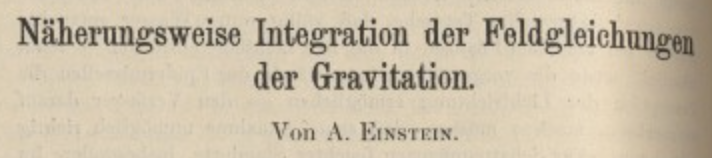 Näherungsweise Integration der Feldgleichungen
der Gravitation.
Von A. Einstein.